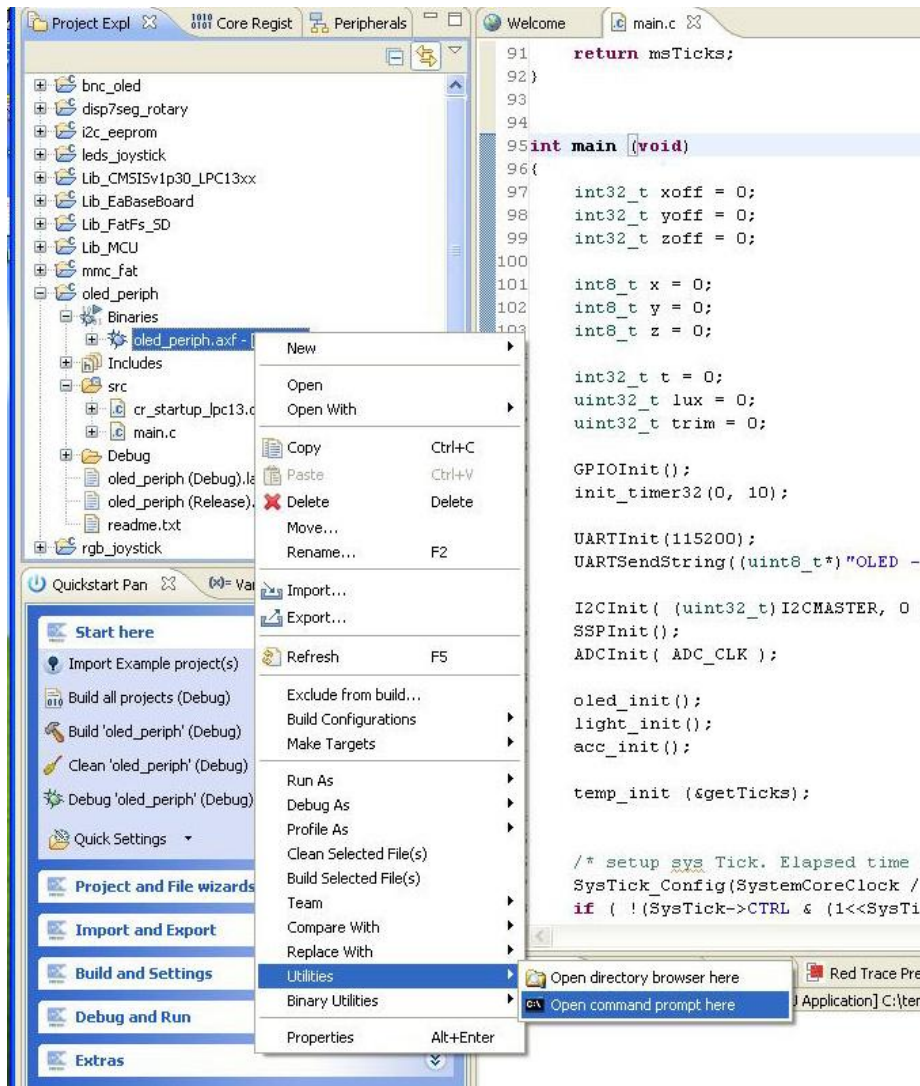 Project Expl
Core Regist
Peripherals
bnc_oled
disp7seg_rotary
i2c_eeprom
leds_joystick
Lib_CMSISv1p30_LPC13xx
Lib_EaBaseBoard
Lib_FatFs_SD
Lib_MCU
mmc_fat
oled_periph
Binaries
oled_periph.axf - [
Includes
src
cr_startup_lpc13.c
main.c
Debug
oled_periph (Debug).la
oled_periph (Release).
readme.txt
rgb_joystick
Quickstart Pan
(x)= Va
Start here
Import Example project(s)
Build all projects (Debug)
Build 'oled_periph' (Debug)
Clean 'oled_periph' (Debug)
Debug 'oled_periph' (Debug)
Quick Settings
Project and File wizards
Import and Export
Build and Settings
Debug and Run
Extras
New
Open
Open With
Copy Ctrl+C
Paste Ctrl+V
Delete Delete
Move...
Rename... F2
Import...
Export...
Refresh F5
Exclude from build...
Build Configurations
Make Targets
Run As
Debug As
Profile As
Clean Selected File(s)
Build Selected File(s)
Team
Compare With
Replace With
Utilities
Binary Utilities
Properties Alt+Enter
Open directory browser here
Open command prompt here
Welcome
main.c
91 return msTicks;
92 }
93
94
95 int main (void)
96 {
97 int32_t xoff = 0;
98 int32_t yoff = 0;
99 int32_t zoff = 0;
100
101 int8_t x = 0;
102 int8_t y = 0;
103 int8_t z = 0;
int32_t t = 0;
uint32_t lux = 0;
uint32_t trim = 0;
GPIOInit();
init_timer32(0, 10);
UARTInit(115200);
UARTSendString((uint8_t*)"OLED -
I2CInit( (uint32_t)I2CMASTER, 0
SSPInit();
ADCInit( ADC_CLK );
oled_init();
light_init();
acc_init();
temp_init (&getTicks);
/* setup sys Tick. Elapsed time
SysTick_Config(SystemCoreClock /
if ( !(SysTick->CTRL & (1<<SysTi
Red Trace Pre
Application] C:\ter